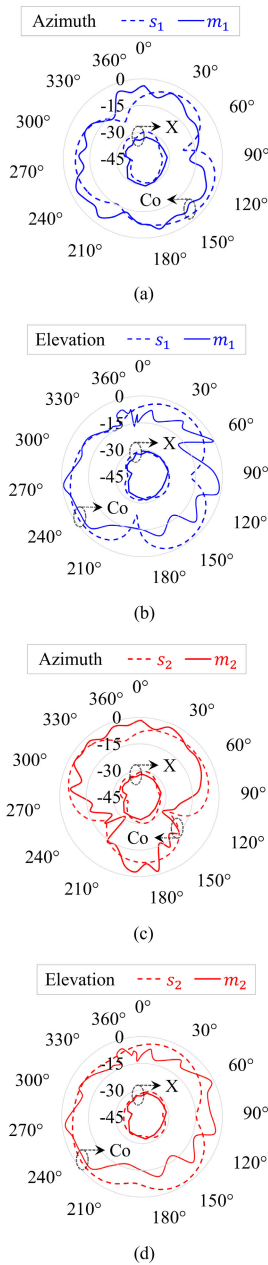 Azimuth s₁ m₁
0°
360°
330° 30°
0
300° -15 60°
-30 X
270° -45 90°
Co
240° 120°
210° 150°
180°
(a)
Elevation s₁ m₁
0°
360°
330° 30°
0
300° -15 60°
-30 X
270° -45 90°
Co
240° 120°
210° 150°
180°
(b)
Azimuth s₂ m₂
0°
360°
330° 30°
0
300° -15 60°
-30 X
270° -45 90°
Co
240° 120°
210° 150°
180°
(c)
Elevation s₂ m₂
0°
360°
330° 30°
0
300° -15 60°
-30 X
270° -45 90°
Co
240° 120°
210° 150°
180°
(d)